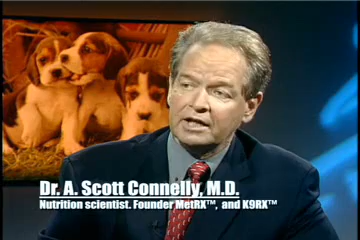 Dr. A. Scott Connelly, M.D.
Nutrition scientist. Founder MetRX™, and K9RX™